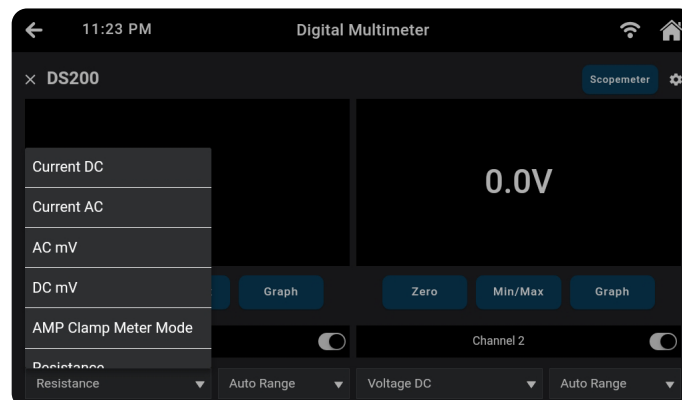 11:23 PM
Digital Multimeter
× DS200
Scopemeter
Current DC
Current AC
AC mV
DC mV
AMP Clamp Meter Mode
Resistance
0.0V
Graph
Zero
Min/Max
Graph
Channel 2
Resistance
Auto Range
Voltage DC
Auto Range